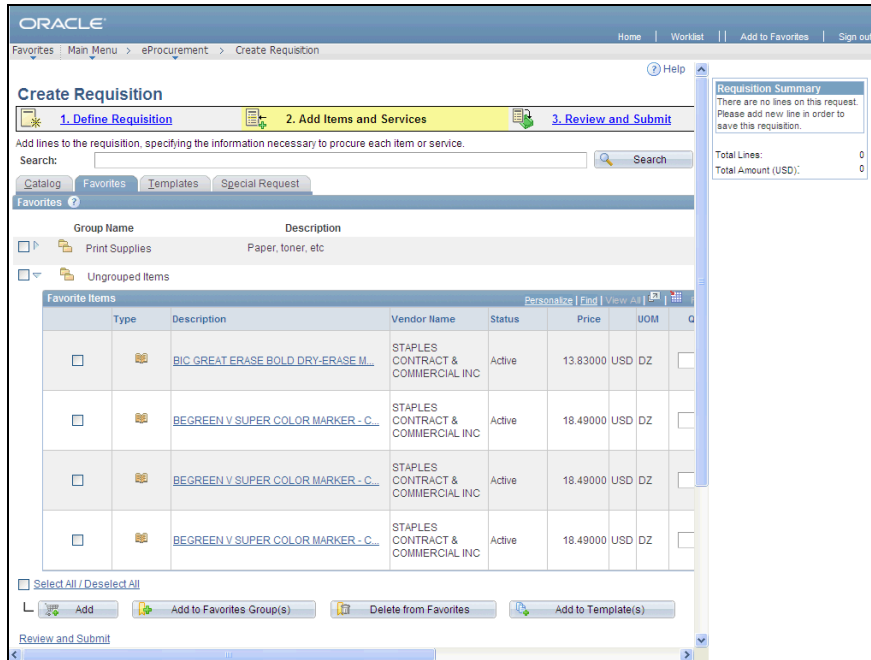 ORACLE
Home | Worklist || Add to Favorites | Sign out
Favorites | Main Menu > eProcurement > Create Requisition
Help
Create Requisition
1. Define Requisition 2. Add Items and Services 3. Review and Submit
Add lines to the requisition, specifying the information necessary to procure each item or service.
Search: Search
Catalog Favorites Templates Special Request
Favorites
Group Name Description
Print Supplies Paper, toner, etc
Ungrouped Items
Favorite Items Personalize | Find | View All |
Type Description Vendor Name Status Price UOM Q
BIC GREAT ERASE BOLD DRY-ERASE M... STAPLES CONTRACT & COMMERCIAL INC Active 13.83000 USD DZ
BEGREEN V SUPER COLOR MARKER - C... STAPLES CONTRACT & COMMERCIAL INC Active 18.49000 USD DZ
BEGREEN V SUPER COLOR MARKER - C... STAPLES CONTRACT & COMMERCIAL INC Active 18.49000 USD DZ
BEGREEN V SUPER COLOR MARKER - C... STAPLES CONTRACT & COMMERCIAL INC Active 18.49000 USD DZ
Select All / Deselect All
Add Add to Favorites Group(s) Delete from Favorites Add to Template(s)
Review and Submit
Requisition Summary
There are no lines on this request.
Please add new line in order to
save this requisition.
Total Lines: 0
Total Amount (USD): 0